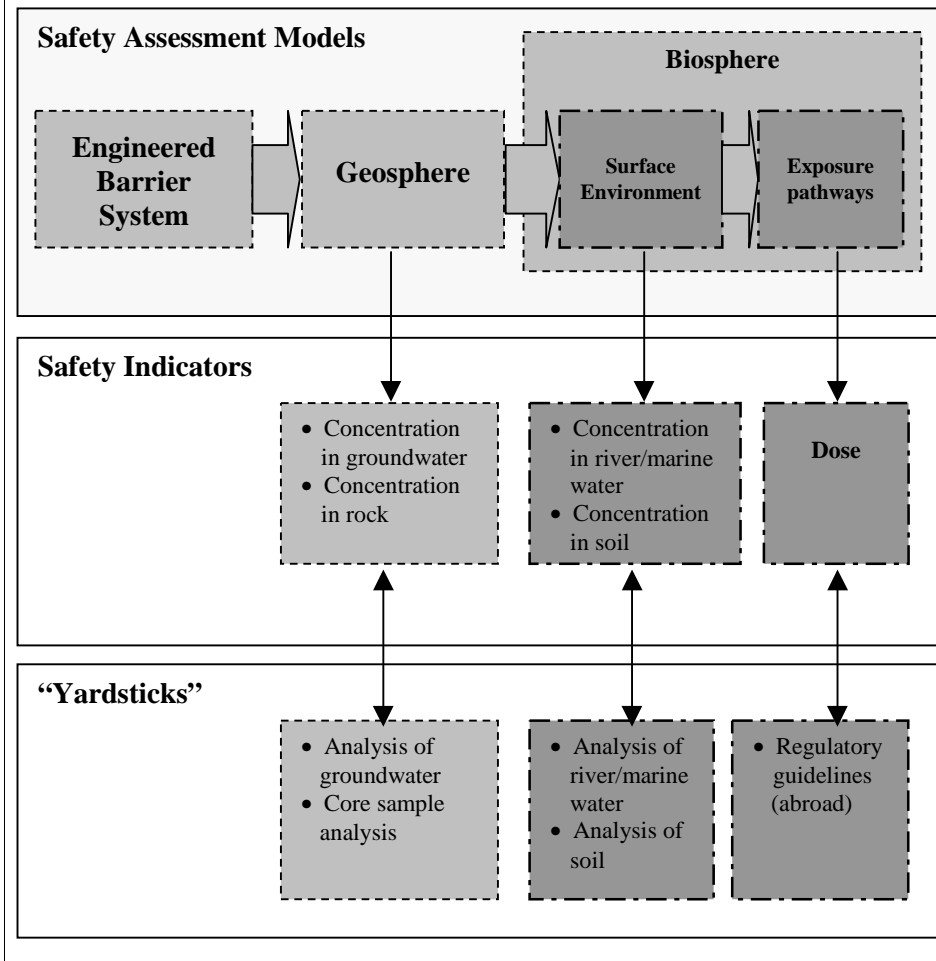 Safety Assessment Models
Biosphere
Engineered
Barrier
System
Geosphere
Surface
Environment
Exposure
pathways
Safety Indicators
• Concentration
in groundwater
• Concentration
in rock
• Concentration
in river/marine
water
• Concentration
in soil
Dose
“Yardsticks”
• Analysis of
groundwater
• Core sample
analysis
• Analysis of
river/marine
water
• Analysis of
soil
• Regulatory
guidelines
(abroad)